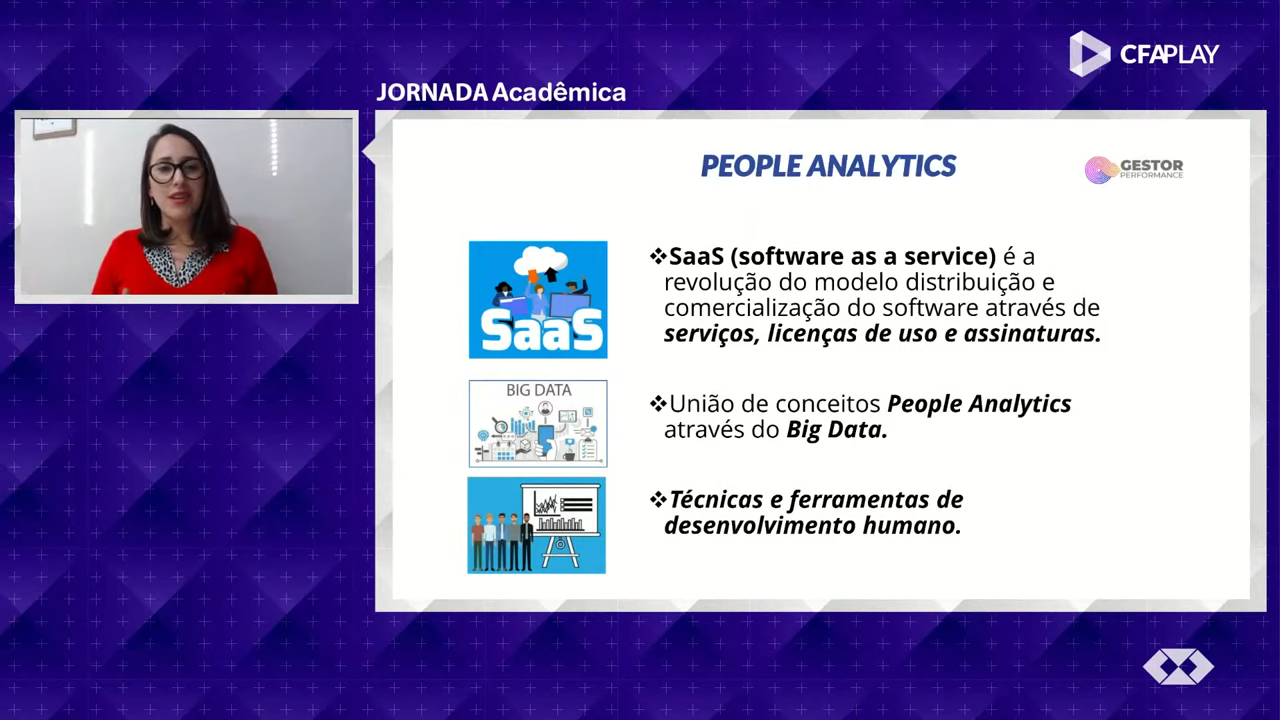 CFAPLAY
JORNADA Acadêmica
PEOPLE ANALYTICS
GESTOR
PERFORMANCE
SaaS
❖SaaS (software as a service) é a
revolução do modelo distribuição e
comercialização do software através de
serviços, licenças de uso e assinaturas.
BIG DATA
❖União de conceitos People Analytics
através do Big Data.
❖Técnicas e ferramentas de
desenvolvimento humano.